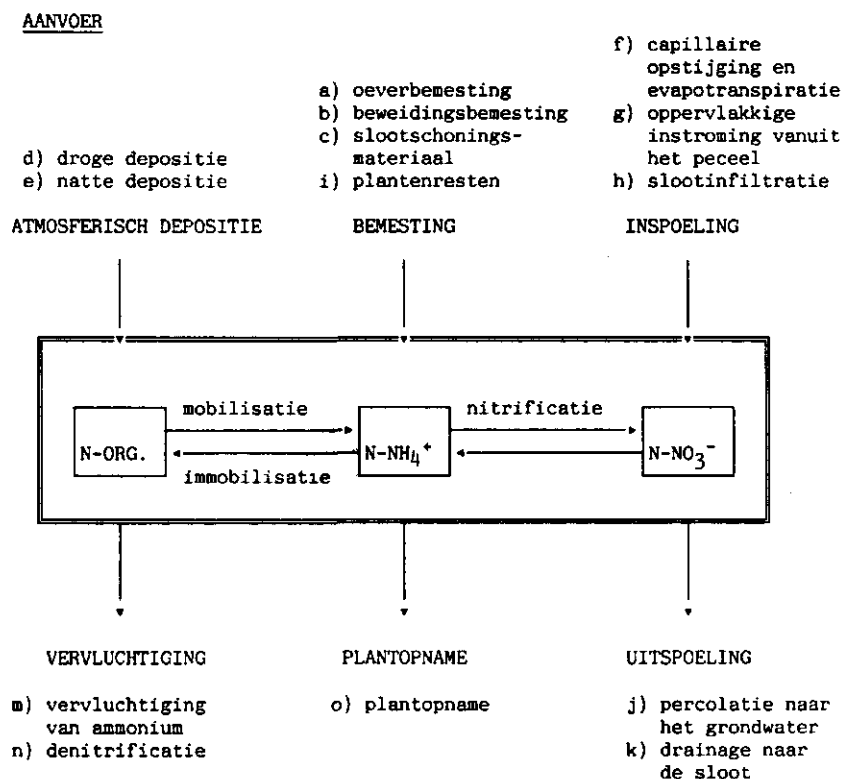 AANVOER
d) droge depositie
e) natte depositie
ATMOSFERISCH DEPOSITIE
a) oeverbemesting
b) beweidingsbemesting
c) slootschonings-
materiaal
i) plantenresten
BEMESTING
f) capillaire
opstijging en
evapotranspiratie
g) oppervlakkige
instroming vanuit
het peceel
h) slootinfiltratie
INSPOELING
mobilisatie
nitrificatie
N-ORG.
N-NH4+
N-NO3-
immobilisatie
VERVLUCHTIGING
m) vervluchtiging
van ammonium
n) denitrificatie
PLANTOPNAME
o) plantopname
UITSPOELING
j) percolatie naar
het grondwater
k) drainage naar
de sloot